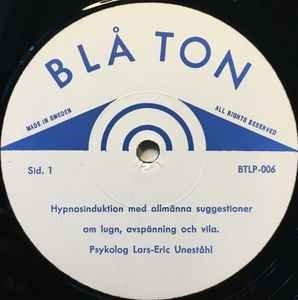 BLÅ TON
MADE IN SWEDEN
ALL RIGHTS RESERVED
Sid. 1
BTLP-006
Hypnosinduktion med allmänna suggestioner
om lugn, avspänning och vila.
Psykolog Lars-Eric Uneståhl